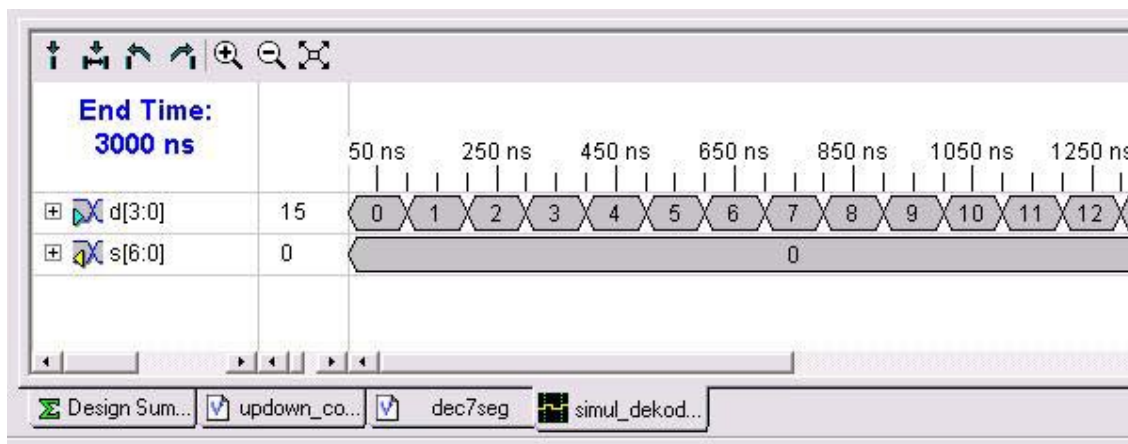 End Time:
3000 ns
50 ns 250 ns 450 ns 650 ns 850 ns 1050 ns 1250 ns
d[3:0] 15 0 1 2 3 4 5 6 7 8 9 10 11 12
s[6:0] 0 0
Design Sum... updown_co... dec7seg simul_dekod...